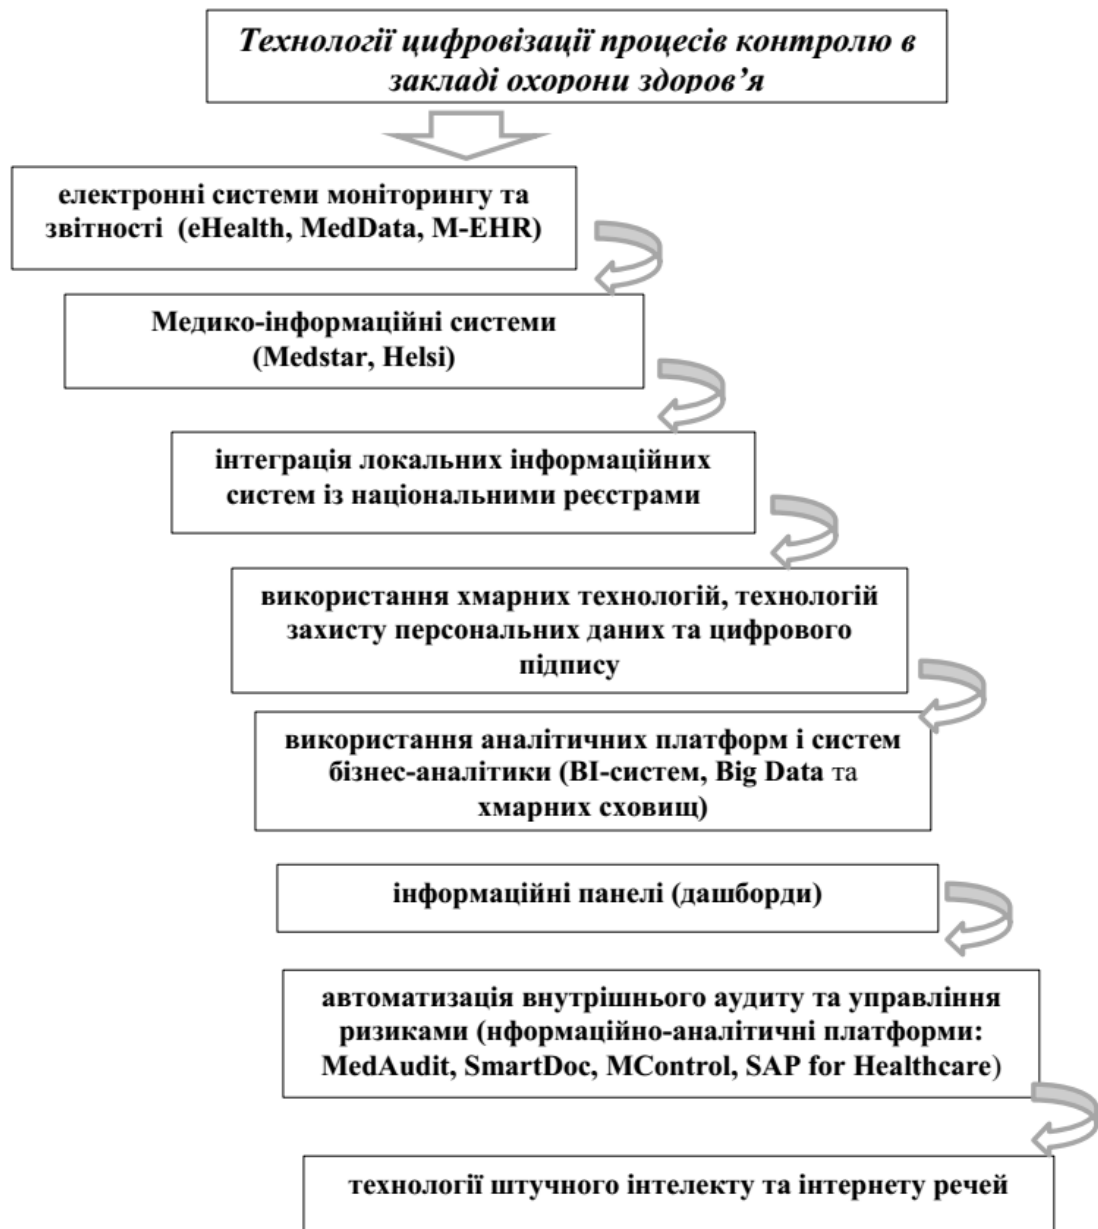 Технології цифровізації процесів контролю в
закладі охорони здоров’я
електронні системи моніторингу та
звітності (eHealth, MedData, M-EHR)
Медико-інформаційні системи
(Medstar, Helsi)
інтеграція локальних інформаційних
систем із національними реєстрами
використання хмарних технологій, технологій
захисту персональних даних та цифрового
підпису
використання аналітичних платформ і систем
бізнес-аналітики (BI-систем, Big Data та
хмарних сховищ)
інформаційні панелі (дашборди)
автоматизація внутрішнього аудиту та управління
ризиками (нформаційно-аналітичні платформи:
MedAudit, SmartDoc, MControl, SAP for Healthcare)
технології штучного інтелекту та інтернету речей